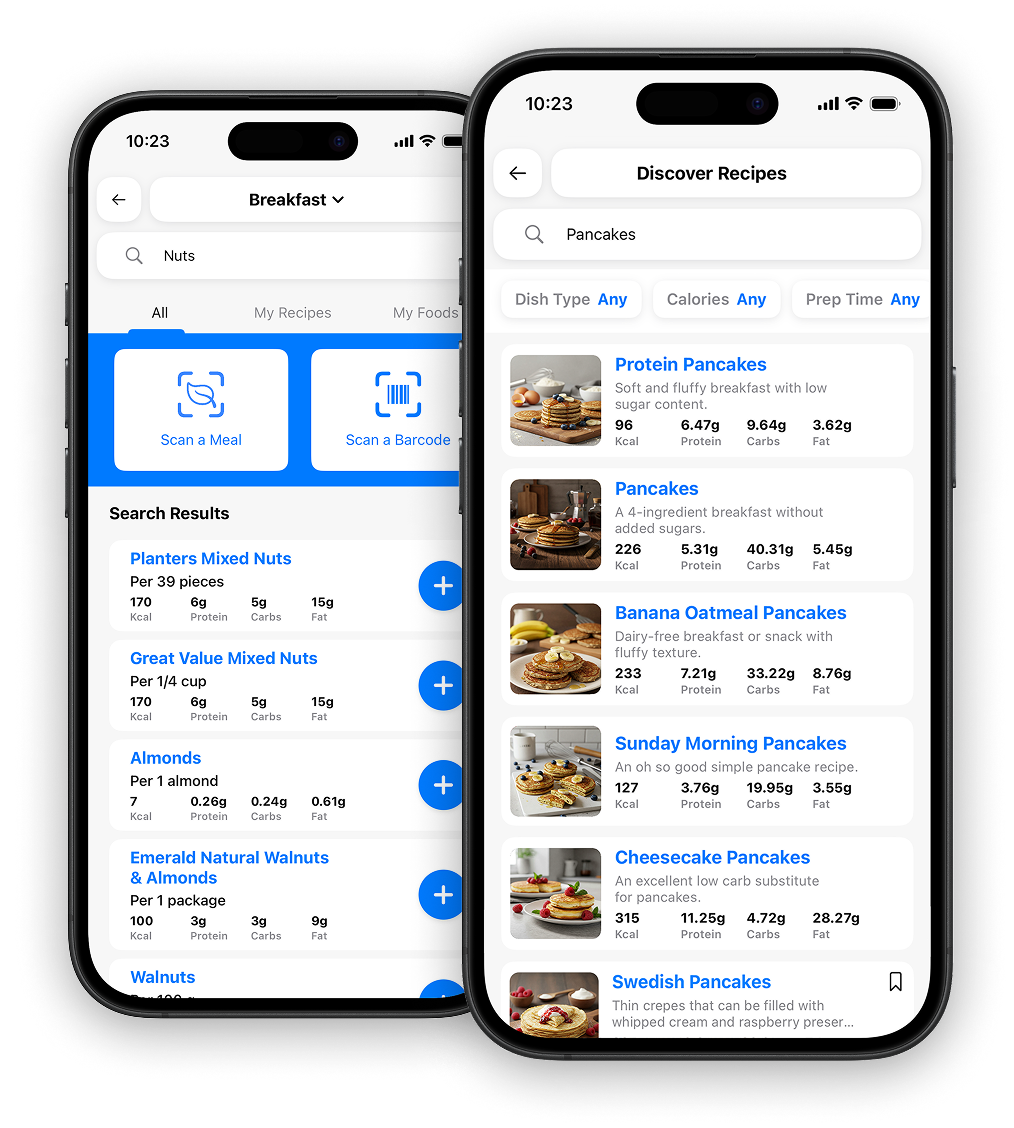 10:23
Breakfast
Nuts
All My Recipes My Foods
Scan a Meal Scan a Barcode
Search Results
Planters Mixed Nuts
Per 39 pieces
170 6g 5g 15g
Kcal Protein Carbs Fat
Great Value Mixed Nuts
Per 1/4 cup
170 6g 5g 15g
Kcal Protein Carbs Fat
Almonds
Per 1 almond
7 0.26g 0.24g 0.61g
Kcal Protein Carbs Fat
Emerald Natural Walnuts
& Almonds
Per 1 package
100 3g 3g 9g
Kcal Protein Carbs Fat
Walnuts
10:23
Discover Recipes
Pancakes
Dish Type Any Calories Any Prep Time Any
Protein Pancakes
Soft and fluffy breakfast with low
sugar content.
96 6.47g 9.64g 3.62g
Kcal Protein Carbs Fat
Pancakes
A 4-ingredient breakfast without
added sugars.
226 5.31g 40.31g 5.45g
Kcal Protein Carbs Fat
Banana Oatmeal Pancakes
Dairy-free breakfast or snack with
fluffy texture.
233 7.21g 33.22g 8.76g
Kcal Protein Carbs Fat
Sunday Morning Pancakes
An oh so good simple pancake recipe.
127 3.76g 19.95g 3.55g
Kcal Protein Carbs Fat
Cheesecake Pancakes
An excellent low carb substitute
for pancakes.
315 11.25g 4.72g 28.27g
Kcal Protein Carbs Fat
Swedish Pancakes
Thin crepes that can be filled with
whipped cream and raspberry preser...